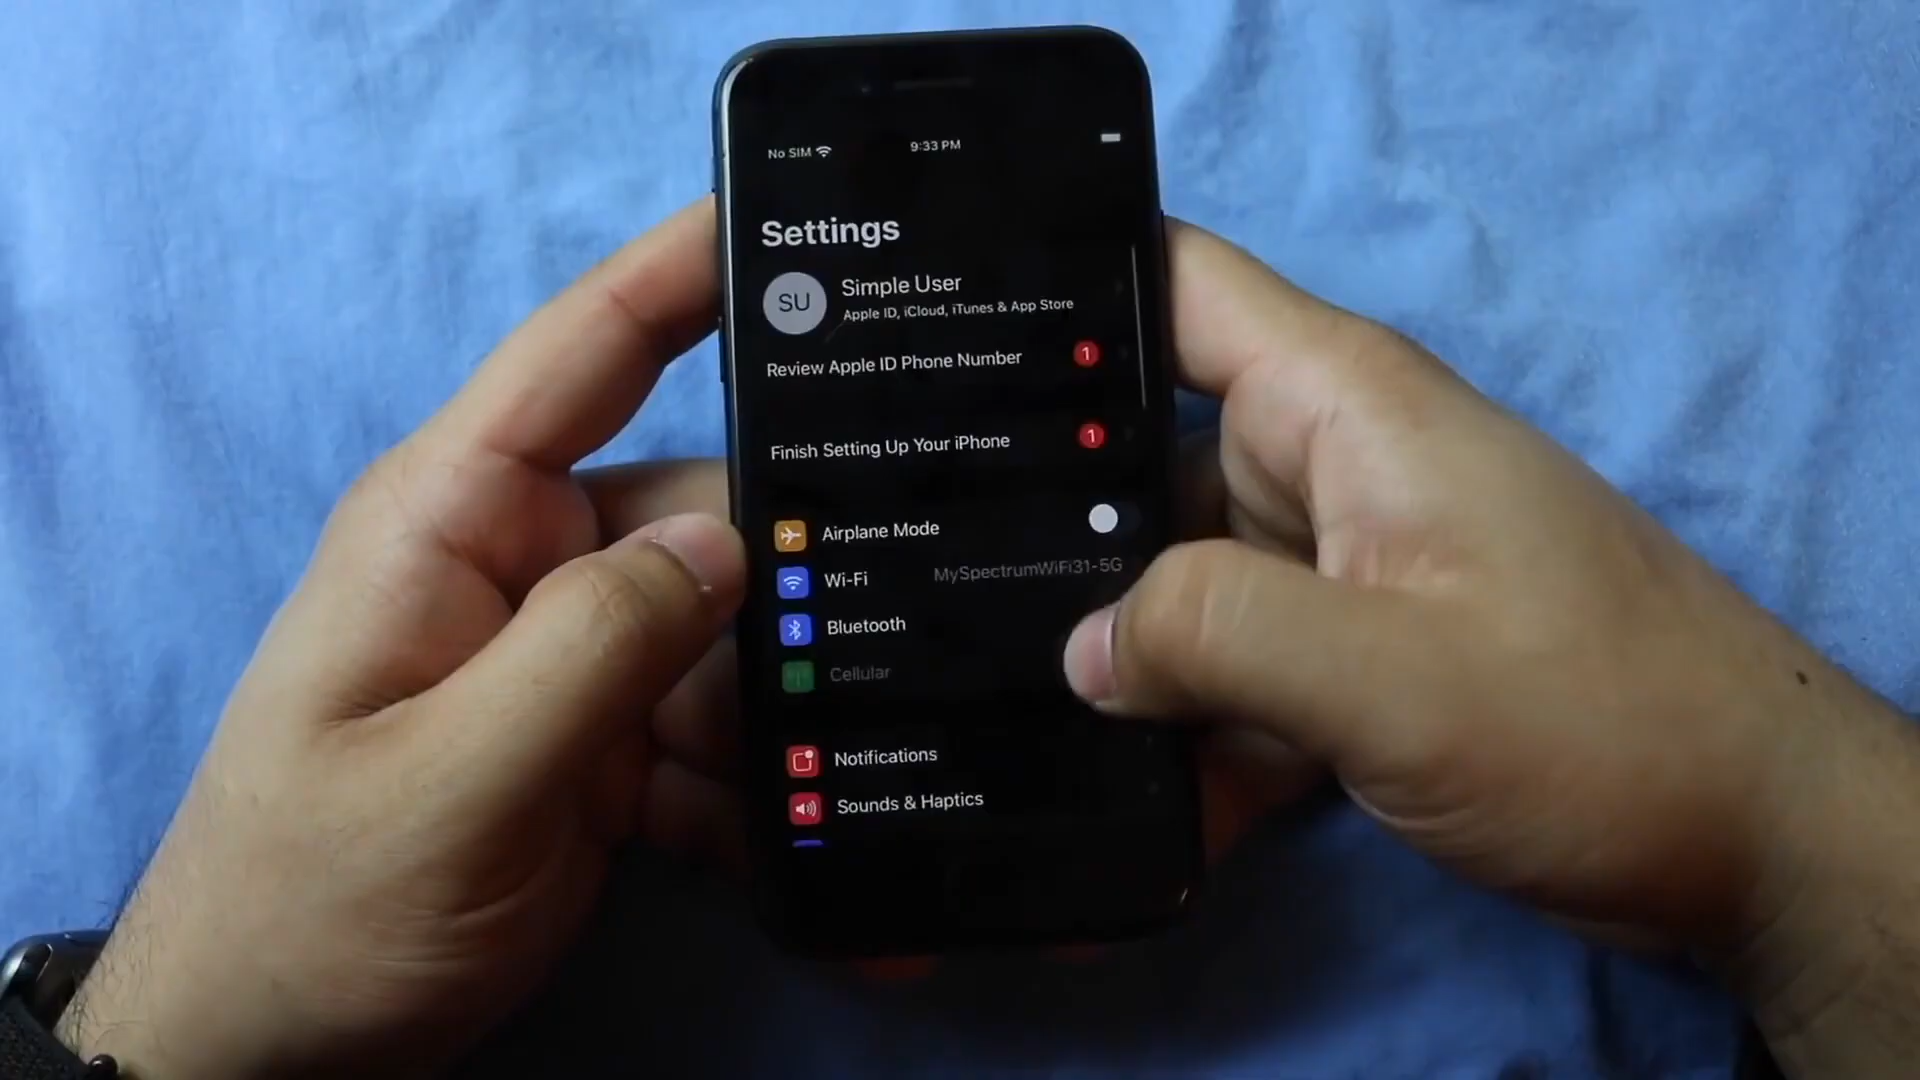 No SIM
9:33 PM
Settings
SU
Simple User
Apple ID, iCloud, iTunes & App Store
Review Apple ID Phone Number
1
Finish Setting Up Your iPhone
1
Airplane Mode
Wi-Fi
MySpectrumWiFi31-5G
Bluetooth
Cellular
Notifications
Sounds & Haptics